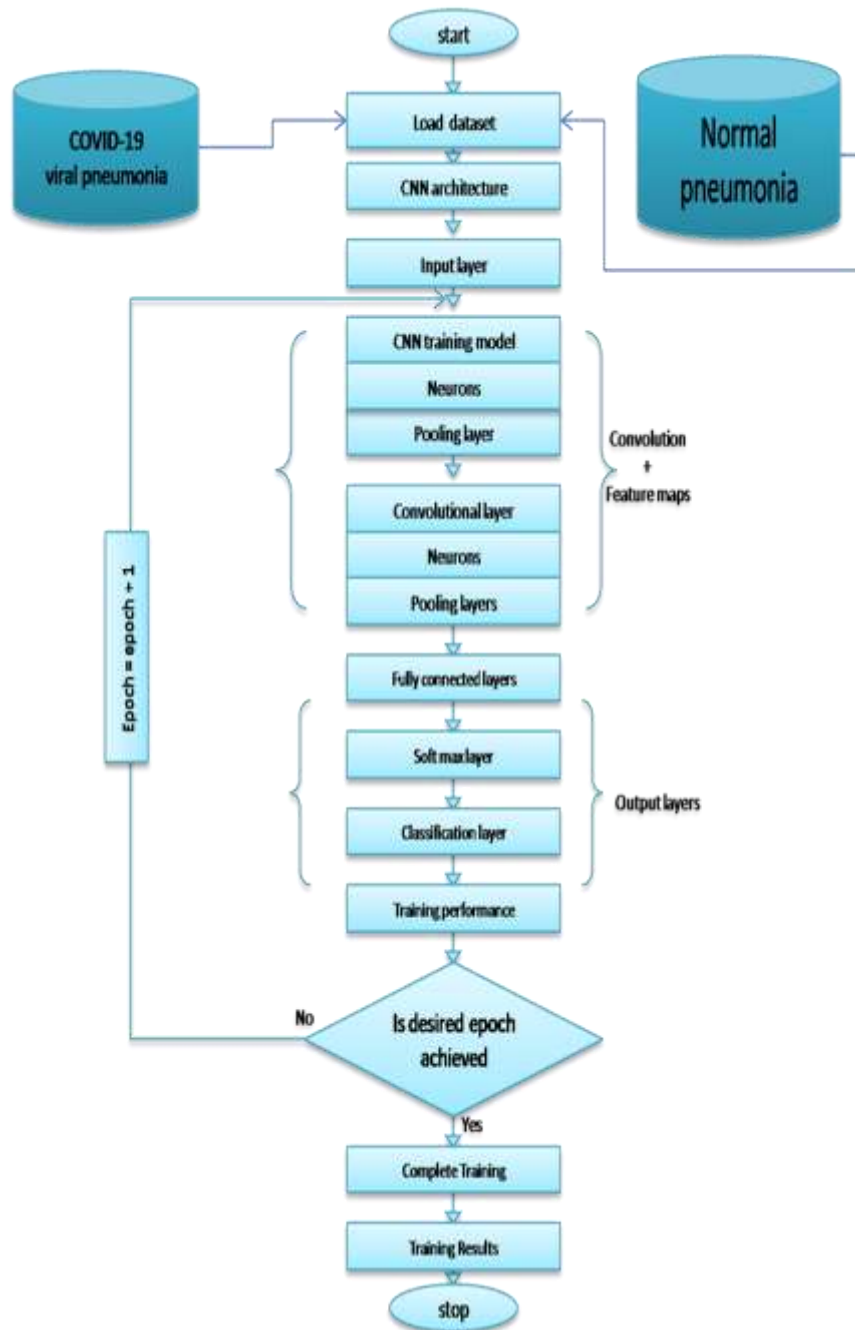 start
COVID-19
viral pneumonia
Load dataset
Normal
pneumonia
CNN architecture
Input layer
CNN training model
Neurons
Pooling layer
Convolution
+
Feature maps
Convolutional layer
Neurons
Pooling layers
Epoch = epoch + 1
Fully connected layers
Soft max layer
Output layers
Classification layer
Training performance
No
Is desired epoch
achieved
Yes
Complete Training
Training Results
stop